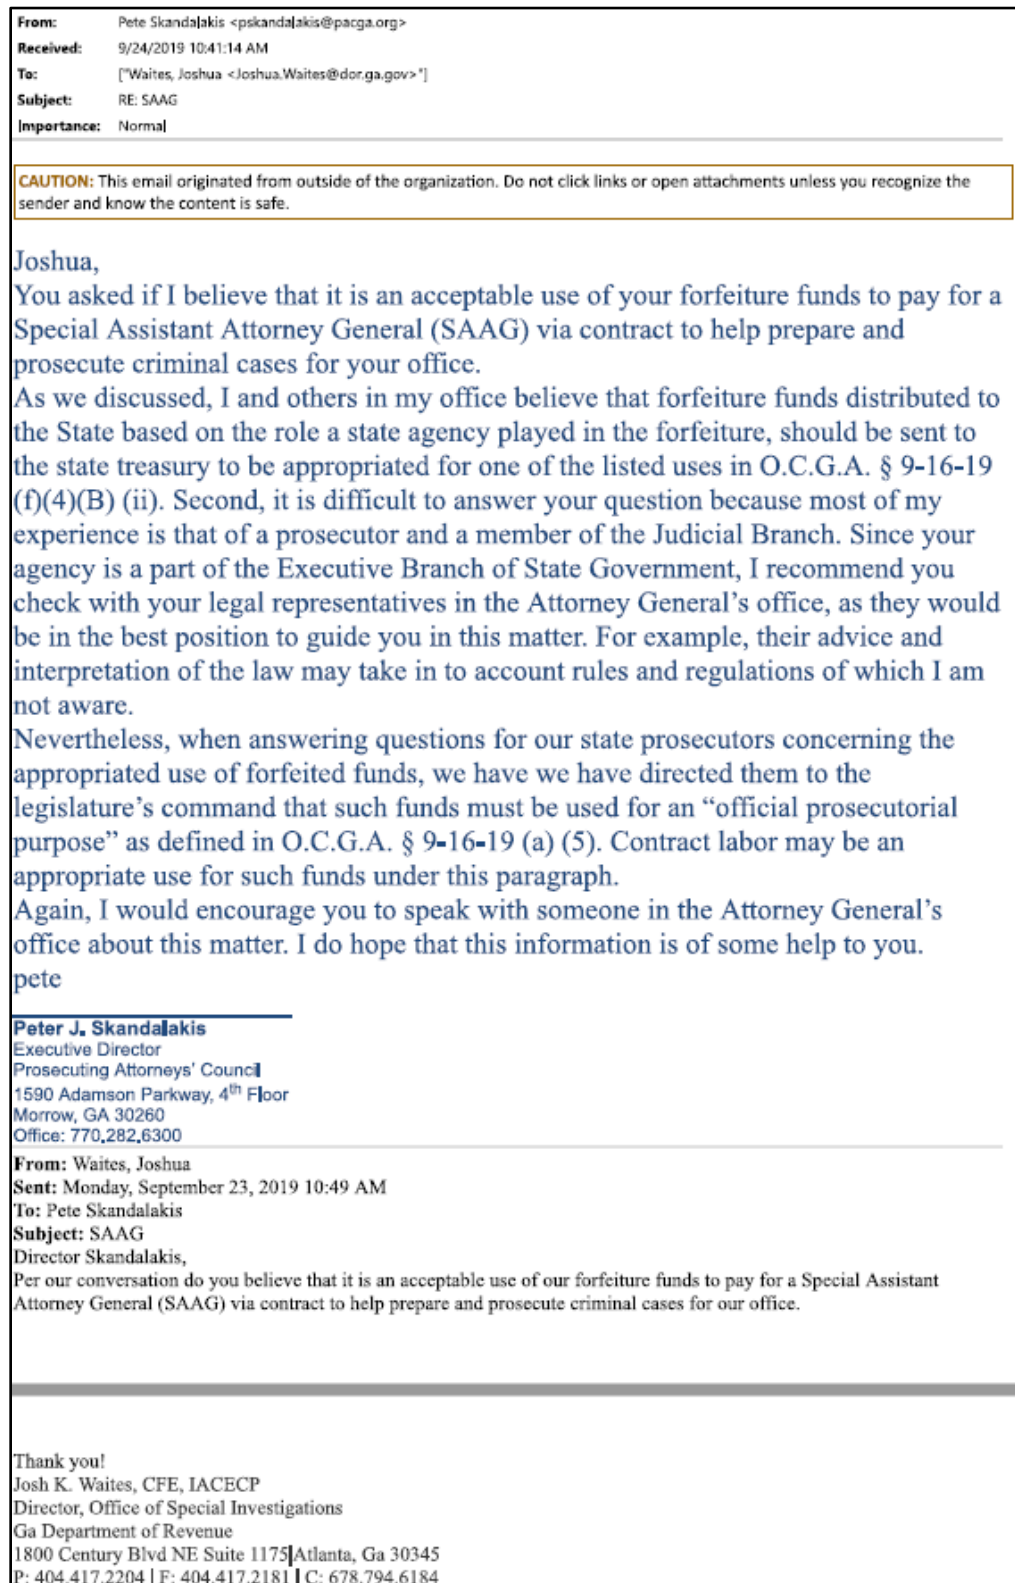 From: Pete Skandalakis <pskandalakis@pacga.org>
Received: 9/24/2019 10:41:14 AM
To: ["Waites, Joshua <Joshua.Waites@dor.ga.gov>"]
Subject: RE: SAAG
Importance: Normal
CAUTION: This email originated from outside of the organization. Do not click links or open attachments unless you recognize the
sender and know the content is safe.
Joshua,
You asked if I believe that it is an acceptable use of your forfeiture funds to pay for a
Special Assistant Attorney General (SAAG) via contract to help prepare and
prosecute criminal cases for your office.
As we discussed, I and others in my office believe that forfeiture funds distributed to
the State based on the role a state agency played in the forfeiture, should be sent to
the state treasury to be appropriated for one of the listed uses in O.C.G.A. § 9-16-19
(f)(4)(B) (ii). Second, it is difficult to answer your question because most of my
experience is that of a prosecutor and a member of the Judicial Branch. Since your
agency is a part of the Executive Branch of State Government, I recommend you
check with your legal representatives in the Attorney General's office, as they would
be in the best position to guide you in this matter. For example, their advice and
interpretation of the law may take in to account rules and regulations of which I am
not aware.
Nevertheless, when answering questions for our state prosecutors concerning the
appropriated use of forfeited funds, we have we have directed them to the
legislature's command that such funds must be used for an “official prosecutorial
purpose” as defined in O.C.G.A. § 9-16-19 (a) (5). Contract labor may be an
appropriate use for such funds under this paragraph.
Again, I would encourage you to speak with someone in the Attorney General's
office about this matter. I do hope that this information is of some help to you.
pete
Peter J. Skandalakis
Executive Director
Prosecuting Attorneys' Council
1590 Adamson Parkway, 4th Floor
Morrow, GA 30260
Office: 770.282.6300
From: Waites, Joshua
Sent: Monday, September 23, 2019 10:49 AM
To: Pete Skandalakis
Subject: SAAG
Director Skandalakis,
Per our conversation do you believe that it is an acceptable use of our forfeiture funds to pay for a Special Assistant
Attorney General (SAAG) via contract to help prepare and prosecute criminal cases for our office.
Thank you!
Josh K. Waites, CFE, IACECP
Director, Office of Special Investigations
Ga Department of Revenue
1800 Century Blvd NE Suite 1175|Atlanta, Ga 30345
P: 404.417.2204 | F: 404.417.2181 | C: 678.794.6184